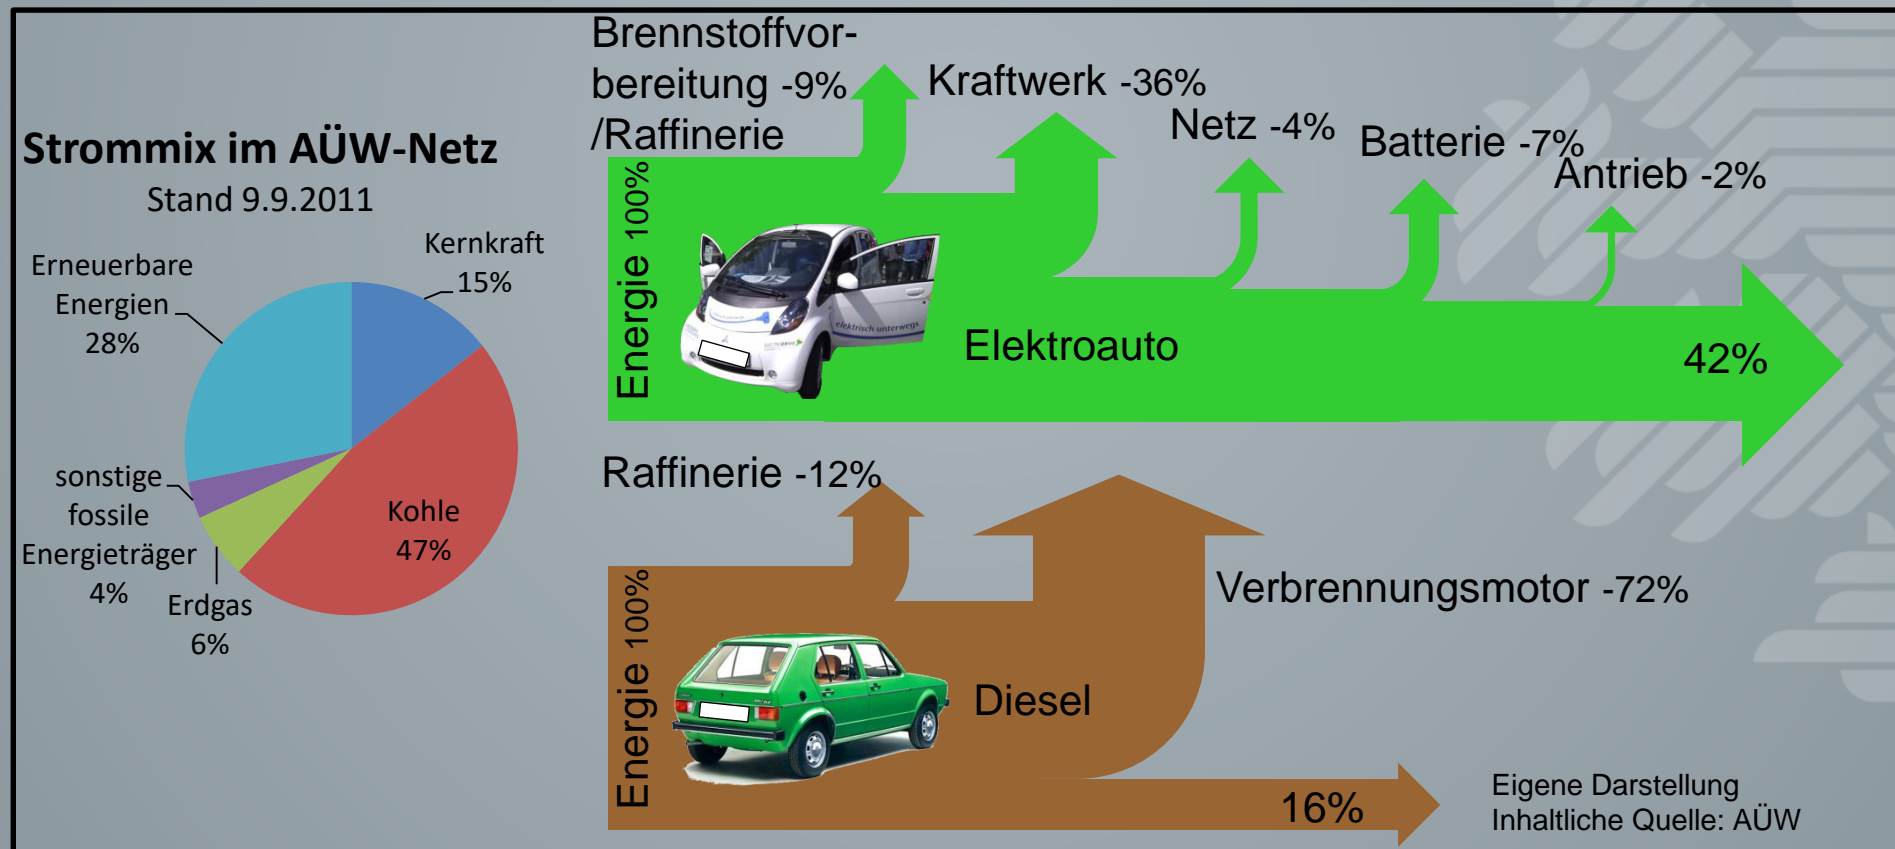 Strommix im AÜW-Netz
Stand 9.9.2011
Kernkraft
15%
Erneuerbare
Energien
28%
sonstige
fossile
Energieträger
4%
Erdgas
6%
Kohle
47%
Brennstoffvor-
bereitung -9%
/Raffinerie
Kraftwerk -36%
Netz -4%
Batterie -7%
Antrieb -2%
Energie 100%
elektrisch unterwegs
Elektroauto
42%
Raffinerie -12%
Verbrennungsmotor -72%
Energie 100%
Diesel
16%
Eigene Darstellung
Inhaltliche Quelle: AÜW